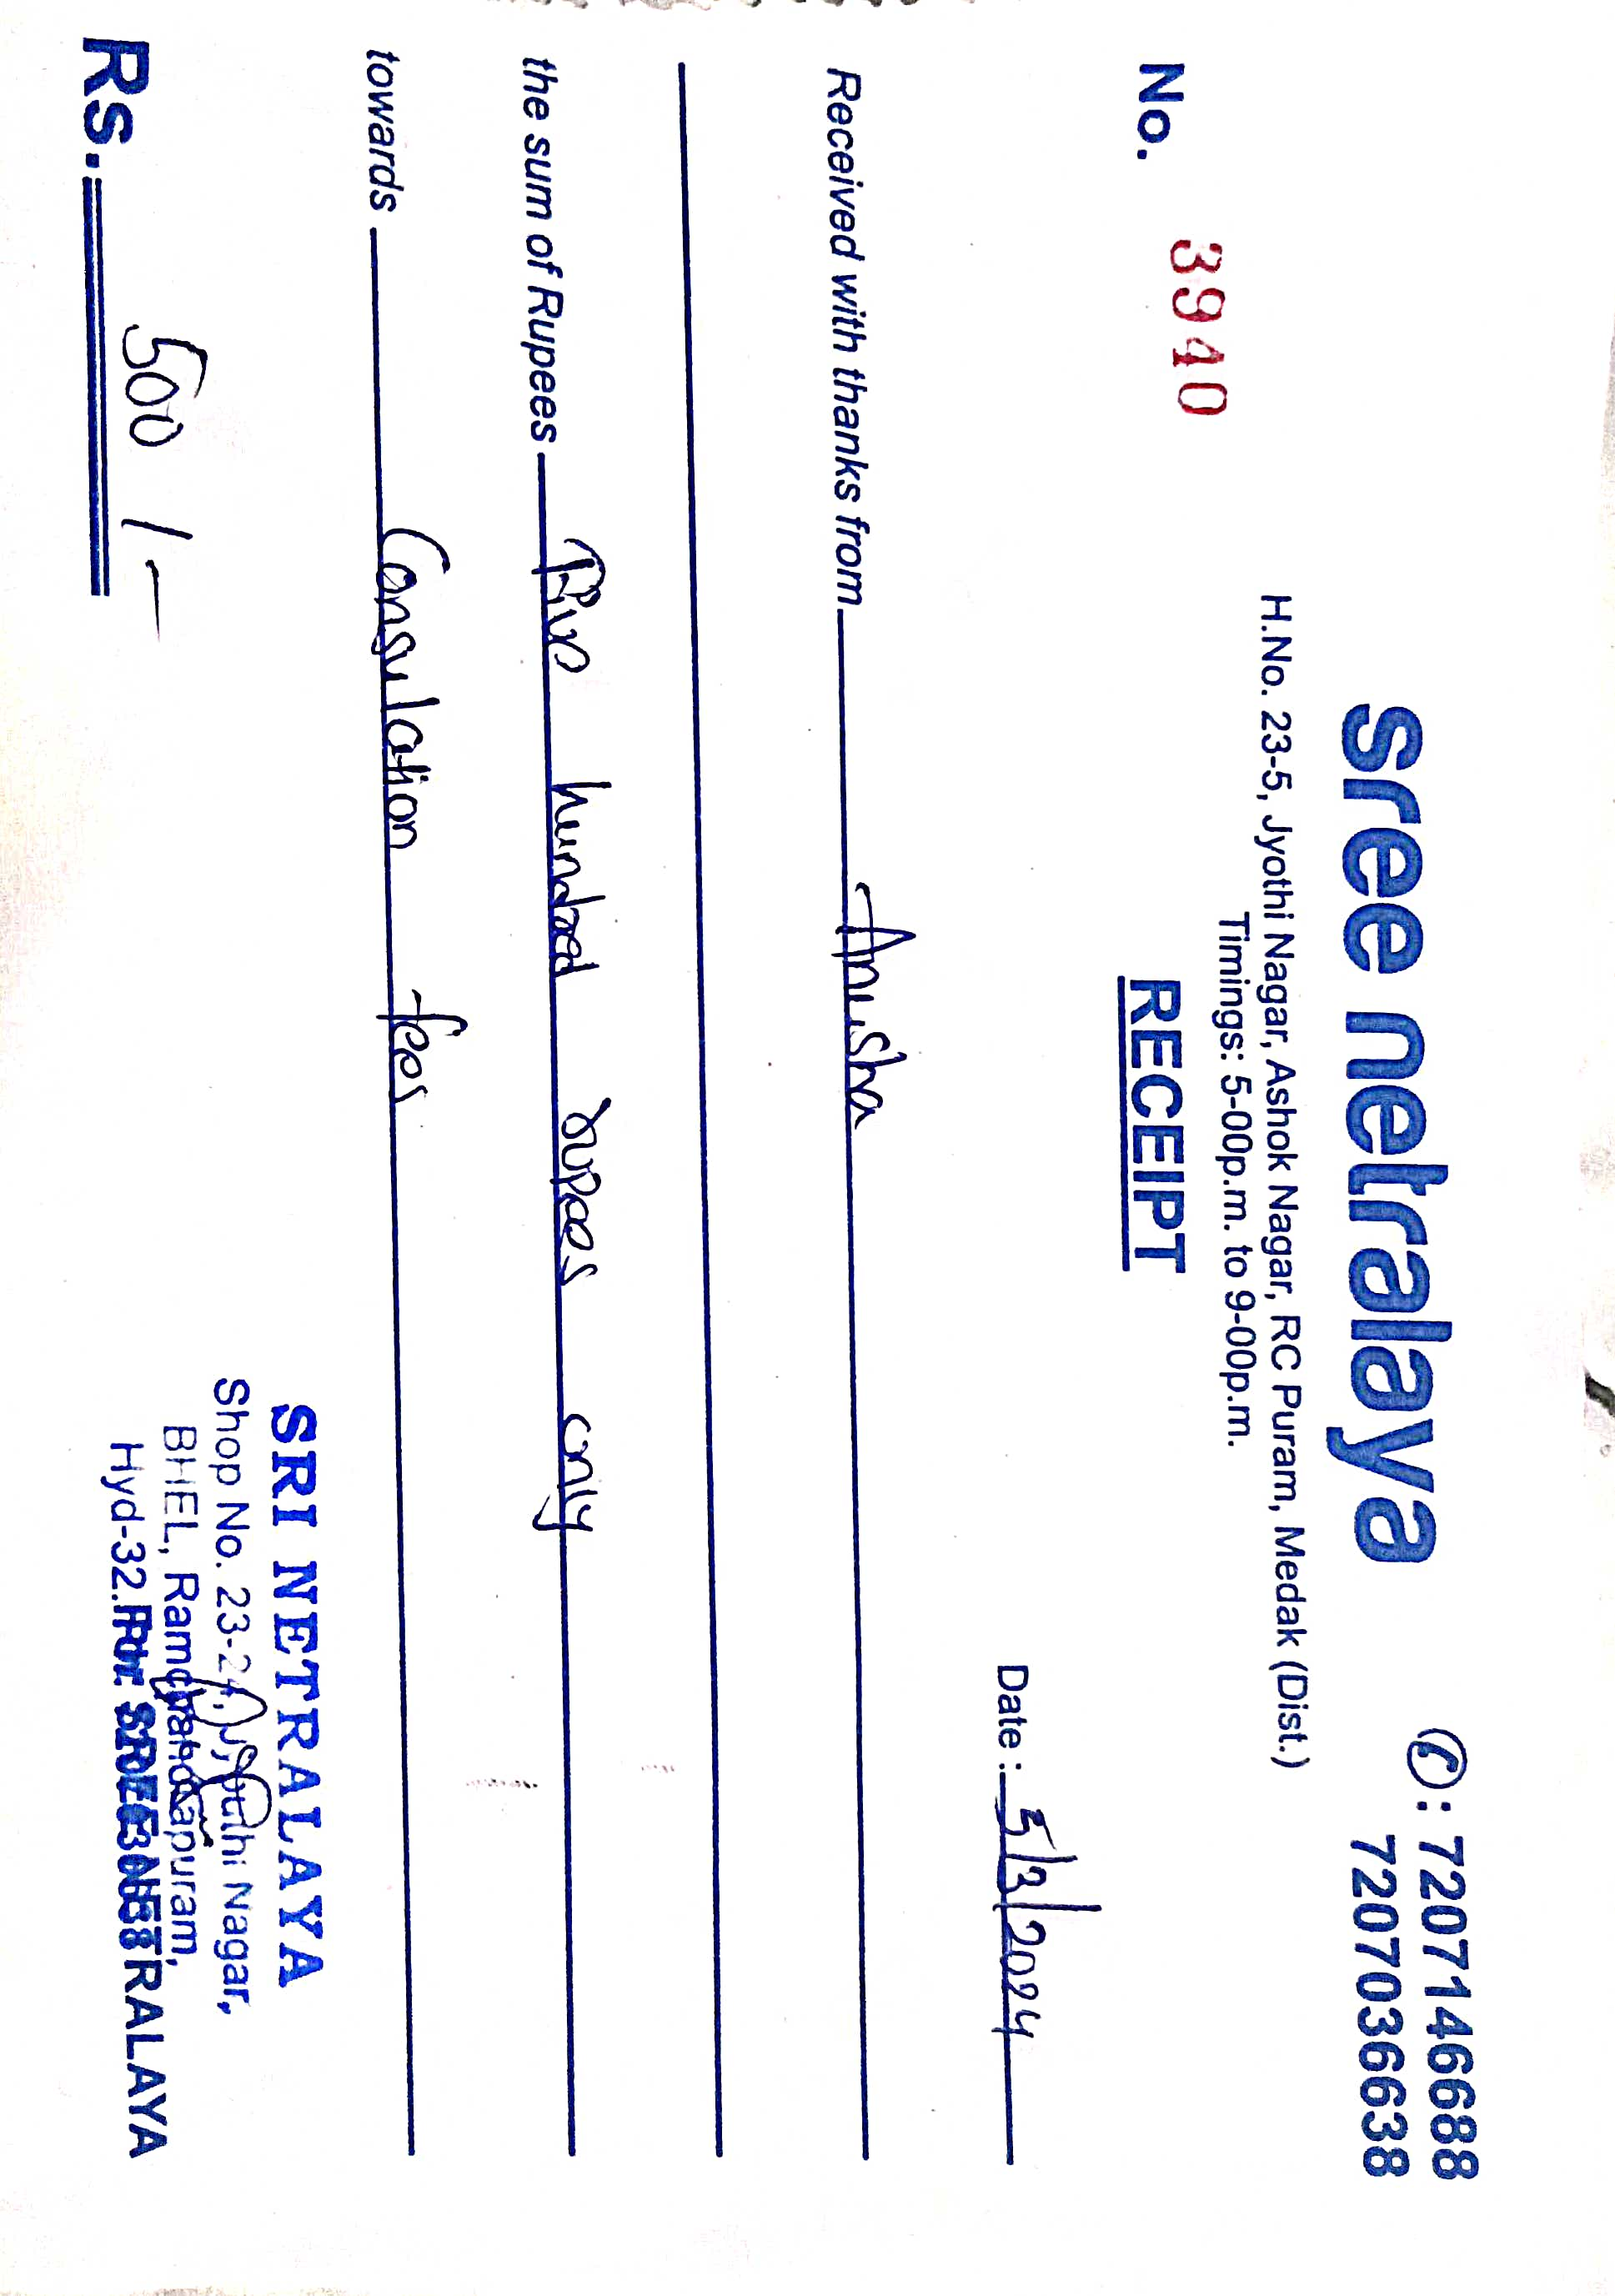 ✆: 7207146688
7207036638
sree netralaya
H.No. 23-5, Jyothi Nagar, Ashok Nagar, RC Puram, Medak (Dist.)
Timings: 5-00p.m. to 9-00p.m.
RECEIPT
No. 3940
Date : 5/3/2024
Received with thanks from Anusha
the sum of Rupees Five hundred rupees only
towards Consulation fees
Rs. 500/-
SRI NETRALAYA
Shop No. 23-24, Jyothi Nagar,
BHEL, Ramchandrapuram,
Hyd-32.
For SREE NETRALAYA